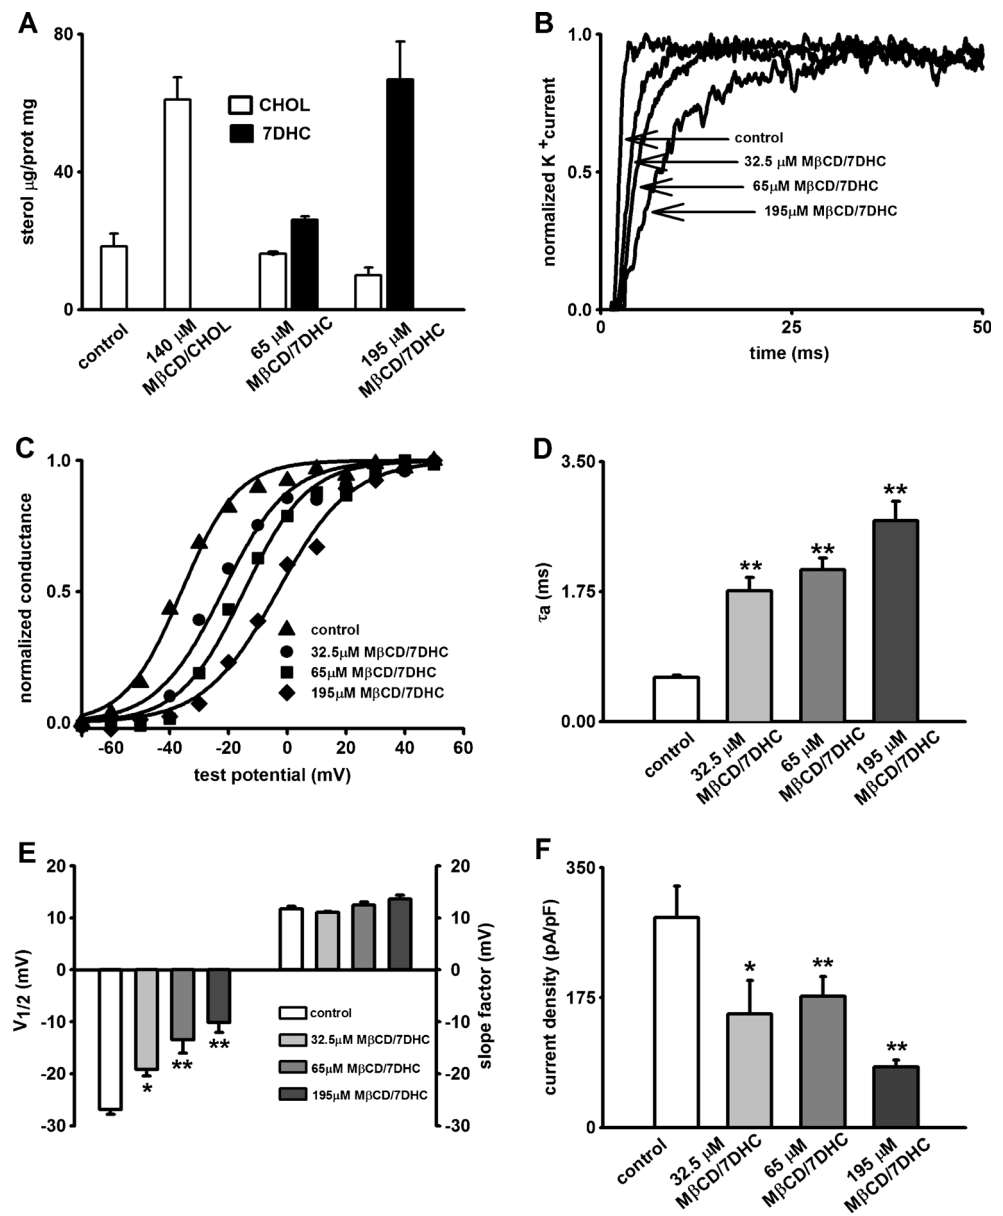 A
80
40
0
sterol μg/prot mg
CHOL
7DHC
control
140 μM
MβCD/CHOL
65 μM
MβCD/7DHC
195 μM
MβCD/7DHC
B
1.0
0.5
0.0
normalized K + current
control
32.5 μM MβCD/7DHC
65μM MβCD/7DHC
195μM MβCD/7DHC
0
25
50
time (ms)
C
1.0
0.5
0.0
normalized conductance
control
32.5μM MβCD/7DHC
65μM MβCD/7DHC
195μM MβCD/7DHC
-60
-40
-20
0
20
40
60
test potential (mV)
D
3.50
1.75
0.00
τa (ms)
**
**
**
control
32.5 μM
MβCD/7DHC
65 μM
MβCD/7DHC
195 μM
MβCD/7DHC
E
20
10
0
-10
-20
-30
V1/2 (mV)
*
**
**
control
32.5μM MβCD/7DHC
65μM MβCD/7DHC
195μM MβCD/7DHC
20
10
0
-10
-20
-30
slope factor (mV)
F
350
175
0
current density (pA/pF)
*
**
**
control
32.5 μM
MβCD/7DHC
65 μM
MβCD/7DHC
195 μM
MβCD/7DHC